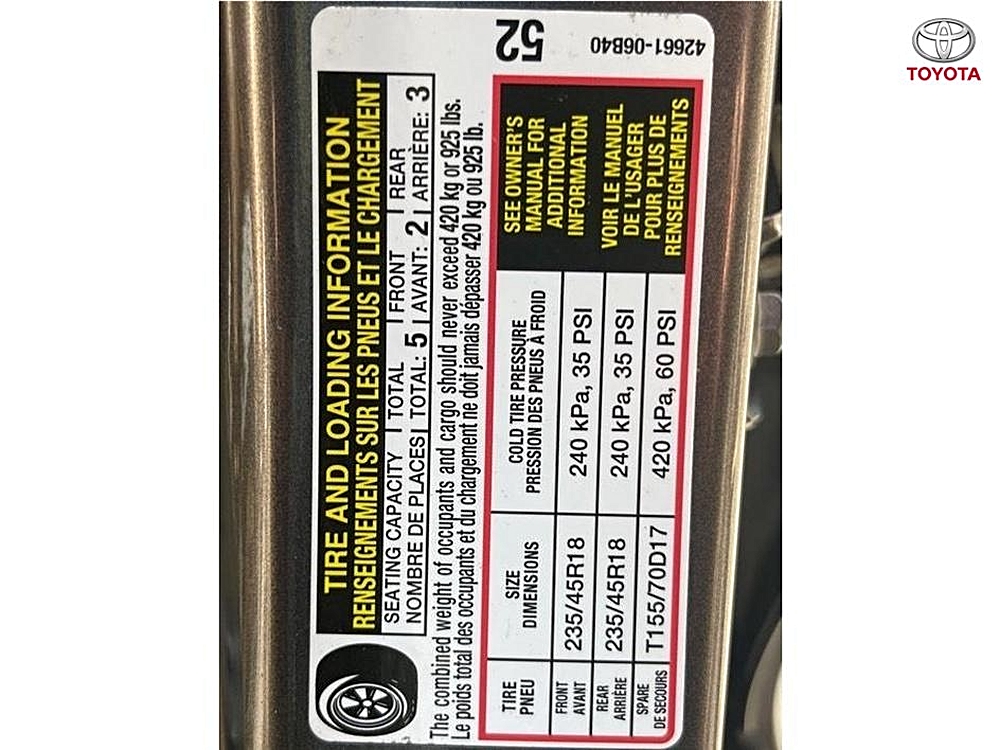 TIRE AND LOADING INFORMATION
RENSEIGNEMENTS SUR LES PNEUS ET LE CHARGEMENT
SEATING CAPACITY | TOTAL | FRONT | REAR
NOMBRE DE PLACES | TOTAL: 5 | AVANT: 2 | ARRIÈRE: 3
The combined weight of occupants and cargo should never exceed 420 kg or 925 lbs.
Le poids total des occupants et du chargement ne doit jamais dépasser 420 kg ou 925 lb.
TIRE SIZE COLD TIRE PRESSURE
PNEU DIMENSIONS PRESSION DES PNEUS À FROID
FRONT
AVANT 235/45R18 240 kPa, 35 PSI
REAR
ARRIÈRE 235/45R18 240 kPa, 35 PSI
SPARE
DE SECOURS T155/70D17 420 kPa, 60 PSI
SEE OWNER'S
MANUAL FOR
ADDITIONAL
INFORMATION
VOIR LE MANUEL
DE L'USAGER
POUR PLUS DE
RENSEIGNEMENTS
52
42661-06B40
TOYOTA